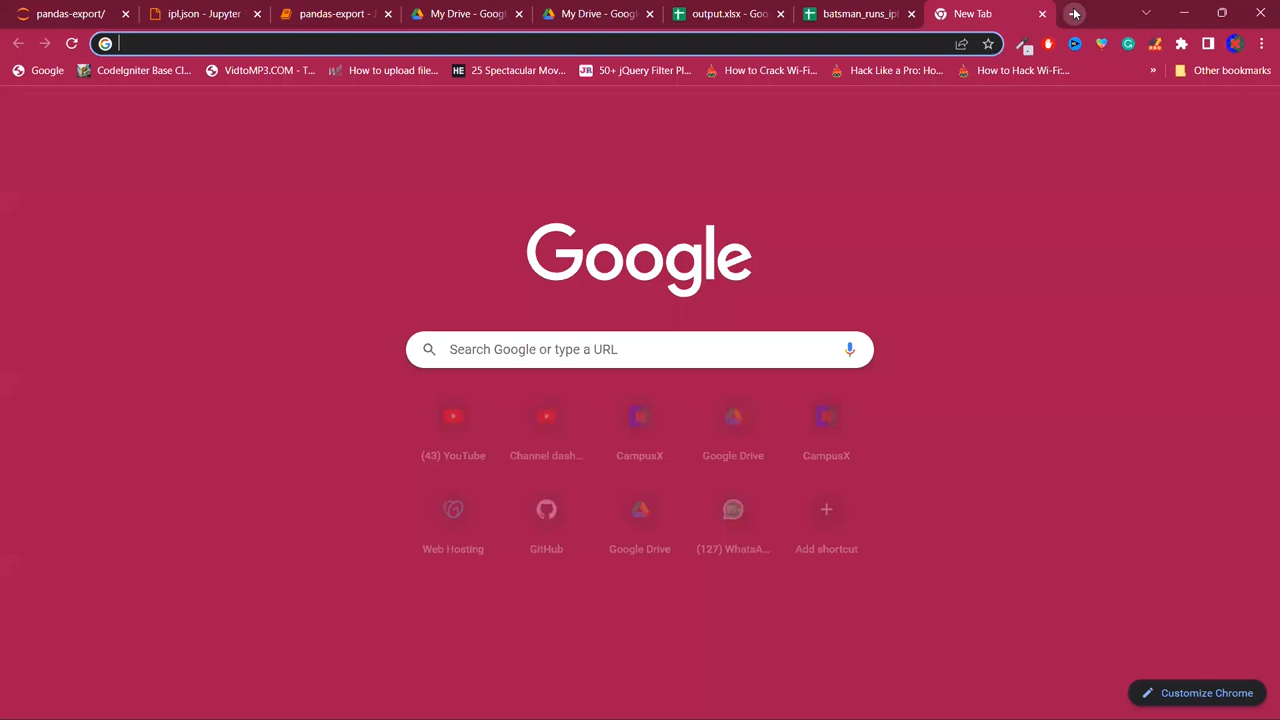 pandas-export/
ipl.json - Jupyter
pandas-export - J
My Drive - Googl
My Drive - Google
output.xlsx - Goo
batsman_runs_ipl
New Tab
Google
CodeIgniter Base Cl...
VidtoMP3.COM - T...
How to upload file...
HE
25 Spectacular Mov...
JR
50+ jQuery Filter Pl...
How to Crack Wi-Fi...
Hack Like a Pro: Ho...
How to Hack Wi-Fi:...
»
Other bookmarks
Google
Search Google or type a URL
(43) YouTube
Channel dash...
CampusX
Google Drive
CampusX
Web Hosting
GitHub
Google Drive
(127) WhatsA...
Add shortcut
Customize Chrome